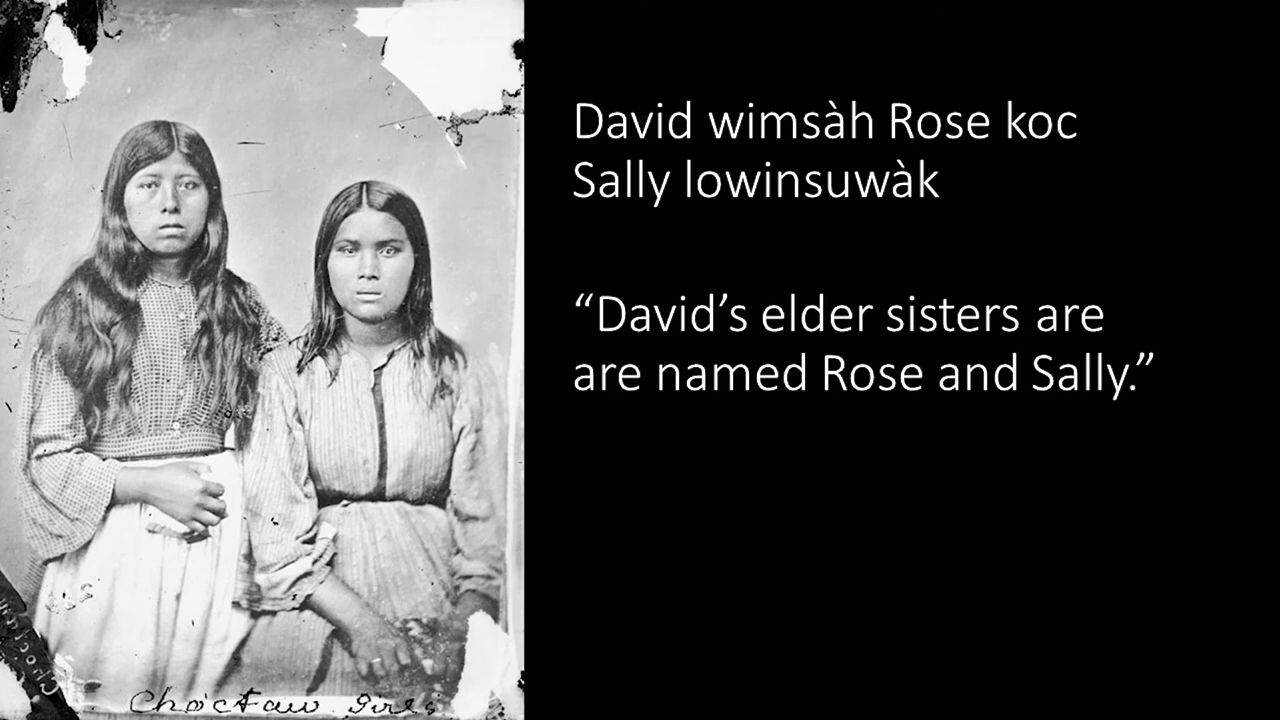 David wimsàh Rose koc
Sally lowinsuwàk
“David’s elder sisters are
are named Rose and Sally.”
Choctaw girls